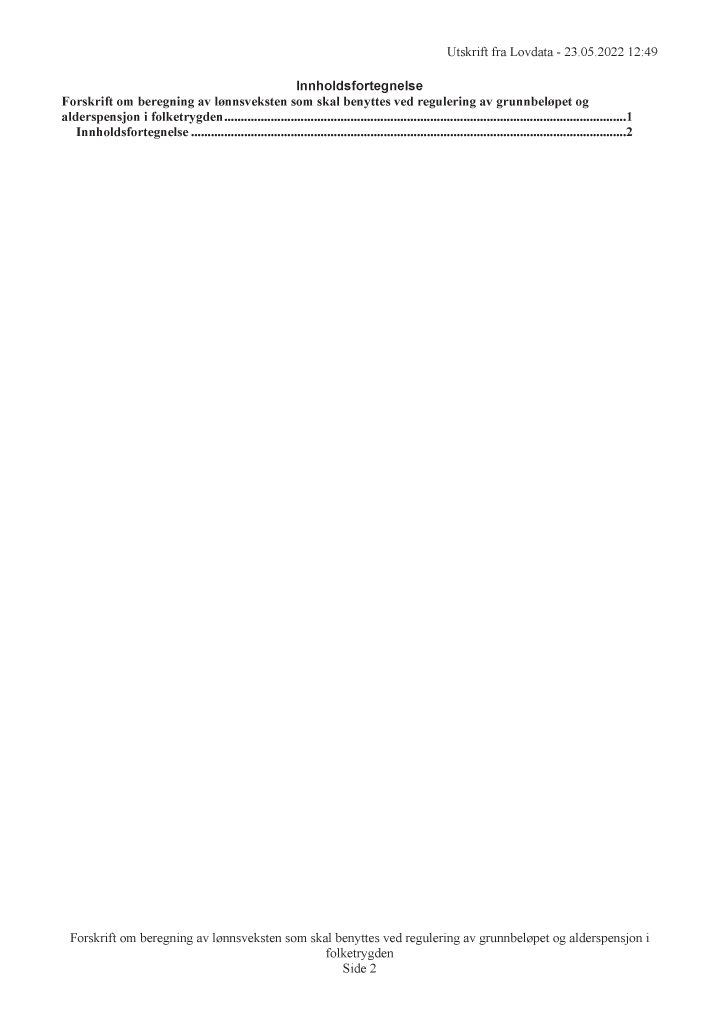 Utskrift fra Lovdata - 23.05.2022 12:49
Innholdsfortegnelse
Forskrift om beregning av lønnsveksten som skal benyttes ved regulering av grunnbeløpet og
alderspensjon i folketrygden..........................................................................................................................1
Innholdsfortegnelse ....................................................................................................................................2
Forskrift om beregning av lønnsveksten som skal benyttes ved regulering av grunnbeløpet og alderspensjon i
folketrygden
Side 2